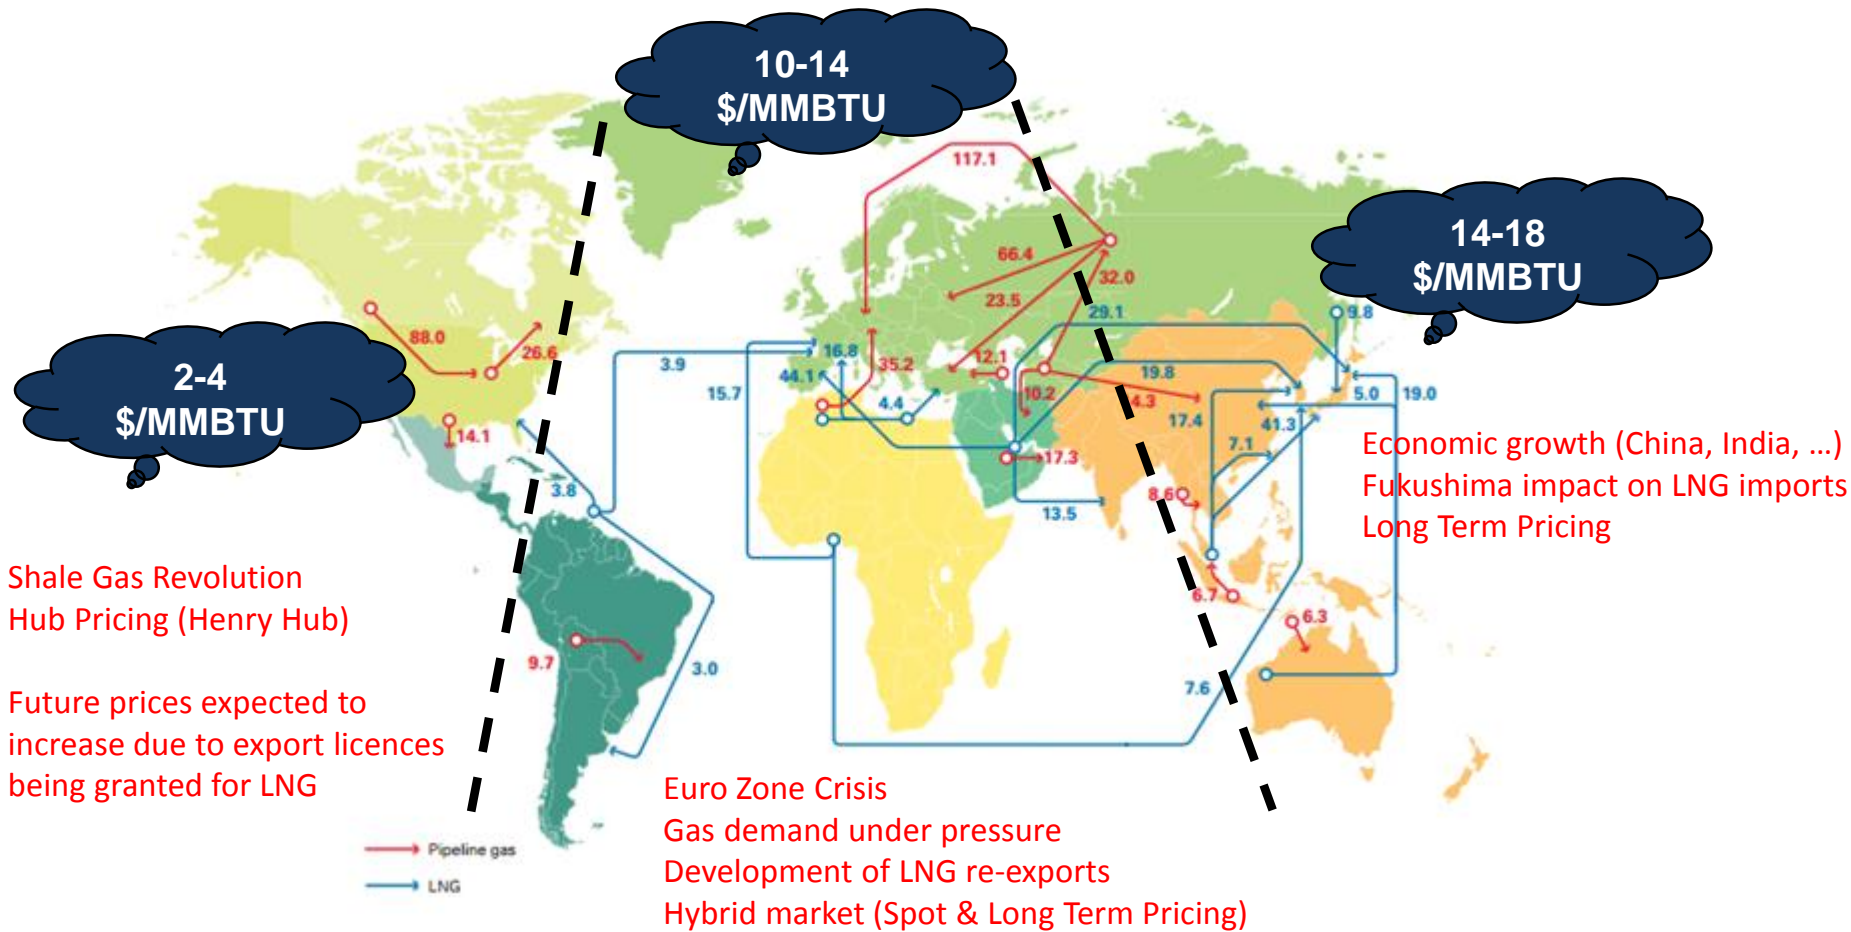 10-14
$/MMBTU
117.1
14-18
$/MMBTU
66.4
32.0
23.5
29.1
9.8
88.0
26.6
2-4
$/MMBTU
3.9
16.8
35.2
12.1
44.1
19.8
15.7
4.4
10.2
4.3
5.0
19.0
17.4
41.3
14.1
7.1
17.3
Economic growth (China, India, ...)
Fukushima impact on LNG imports
Long Term Pricing
3.8
8.6
13.5
Shale Gas Revolution
Hub Pricing (Henry Hub)
6.7
6.3
9.7
3.0
7.6
Future prices expected to
increase due to export licences
being granted for LNG
Euro Zone Crisis
Gas demand under pressure
Development of LNG re-exports
Hybrid market (Spot & Long Term Pricing)
Pipeline gas
LNG